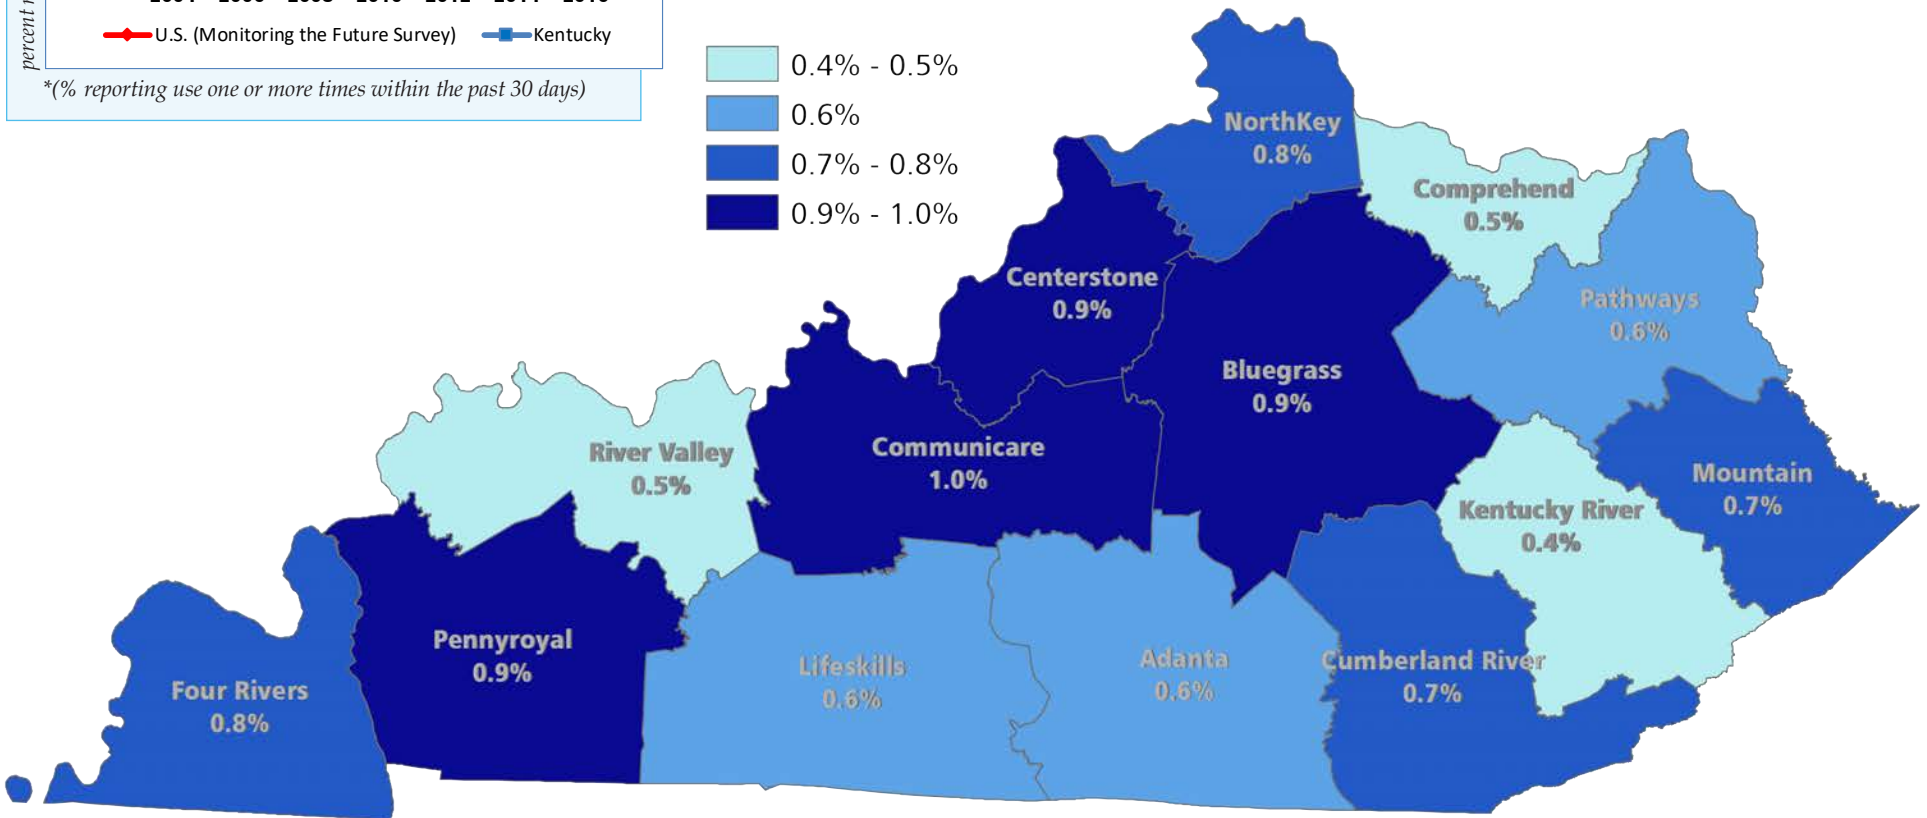 percent
U.S. (Monitoring the Future Survey) Kentucky
*(% reporting use one or more times within the past 30 days)
0.4% - 0.5%
0.6%
0.7% - 0.8%
0.9% - 1.0%
NorthKey
0.8%
Comprehend
0.5%
Centerstone
0.9%
Pathways
0.6%
Bluegrass
0.9%
River Valley
0.5%
Communicare
1.0%
Mountain
0.7%
Kentucky River
0.4%
Pennyroyal
0.9%
Lifeskills
0.6%
Adanta
0.6%
Cumberland River
0.7%
Four Rivers
0.8%